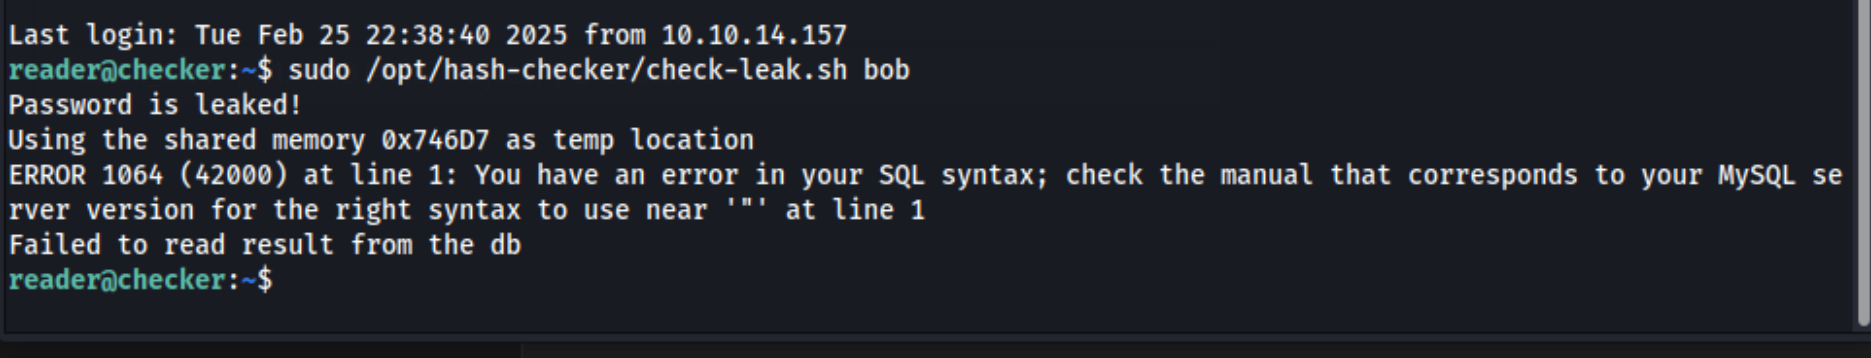 Last login: Tue Feb 25 22:38:40 2025 from 10.10.14.157
reader@checker:~$ sudo /opt/hash-checker/check-leak.sh bob
Password is leaked!
Using the shared memory 0x746D7 as temp location
ERROR 1064 (42000) at line 1: You have an error in your SQL syntax; check the manual that corresponds to your MySQL se
rver version for the right syntax to use near '"' at line 1
Failed to read result from the db
reader@checker:~$